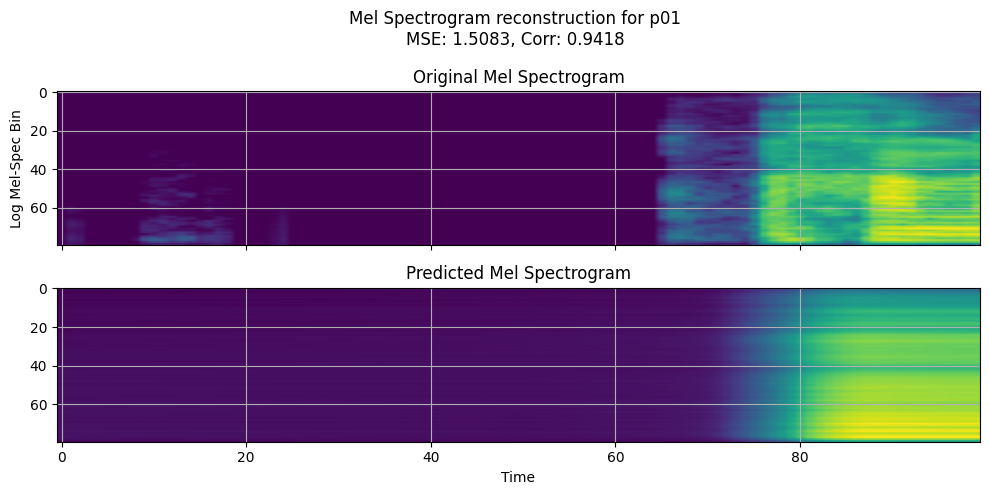 Mel Spectrogram reconstruction for p01
MSE: 1.5083, Corr: 0.9418
Original Mel Spectrogram
Log Mel-Spec Bin
0
20
40
60
Predicted Mel Spectrogram
0
20
40
60
0 20 40 60 80
Time